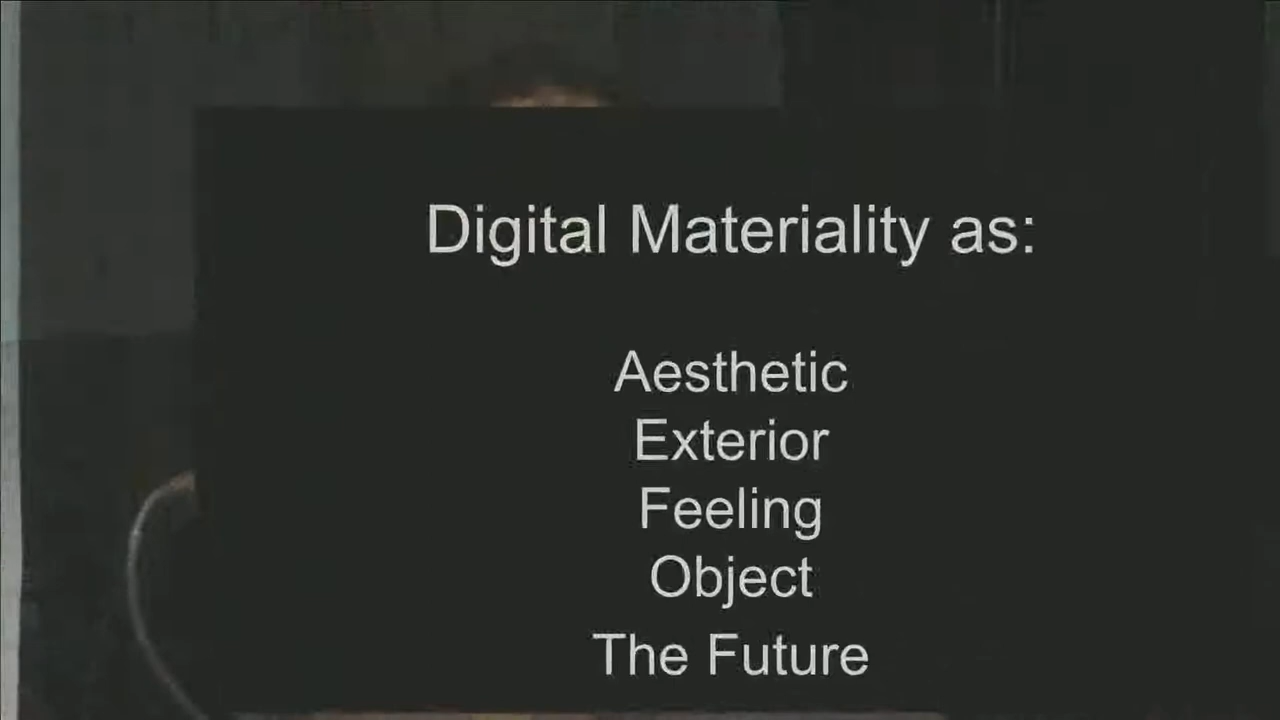 Digital Materiality as:
Aesthetic
Exterior
Feeling
Object
The Future